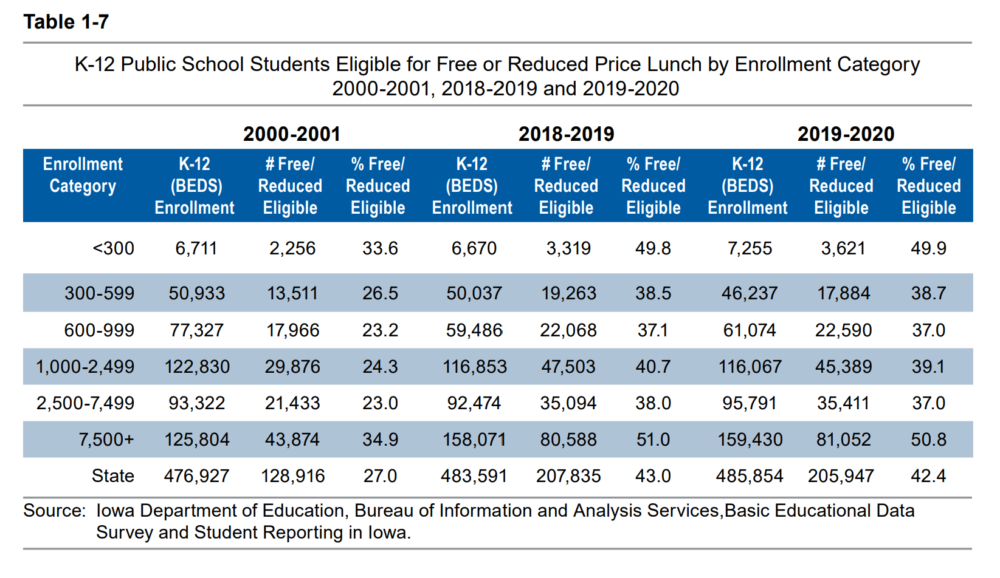 Table 1-7
K-12 Public School Students Eligible for Free or Reduced Price Lunch by Enrollment Category
2000-2001, 2018-2019 and 2019-2020
2000-2001 2018-2019 2019-2020
Enrollment K-12 # Free/ % Free/ K-12 # Free/ % Free/ K-12 # Free/ % Free/
Category (BEDS) Reduced Reduced (BEDS) Reduced Reduced (BEDS) Reduced Reduced
Enrollment Eligible Eligible Enrollment Eligible Eligible Enrollment Eligible Eligible
<300 6,711 2,256 33.6 6,670 3,319 49.8 7,255 3,621 49.9
300-599 50,933 13,511 26.5 50,037 19,263 38.5 46,237 17,884 38.7
600-999 77,327 17,966 23.2 59,486 22,068 37.1 61,074 22,590 37.0
1,000-2,499 122,830 29,876 24.3 116,853 47,503 40.7 116,067 45,389 39.1
2,500-7,499 93,322 21,433 23.0 92,474 35,094 38.0 95,791 35,411 37.0
7,500+ 125,804 43,874 34.9 158,071 80,588 51.0 159,430 81,052 50.8
State 476,927 128,916 27.0 483,591 207,835 43.0 485,854 205,947 42.4
Source: Iowa Department of Education, Bureau of Information and Analysis Services,Basic Educational Data
Survey and Student Reporting in Iowa.